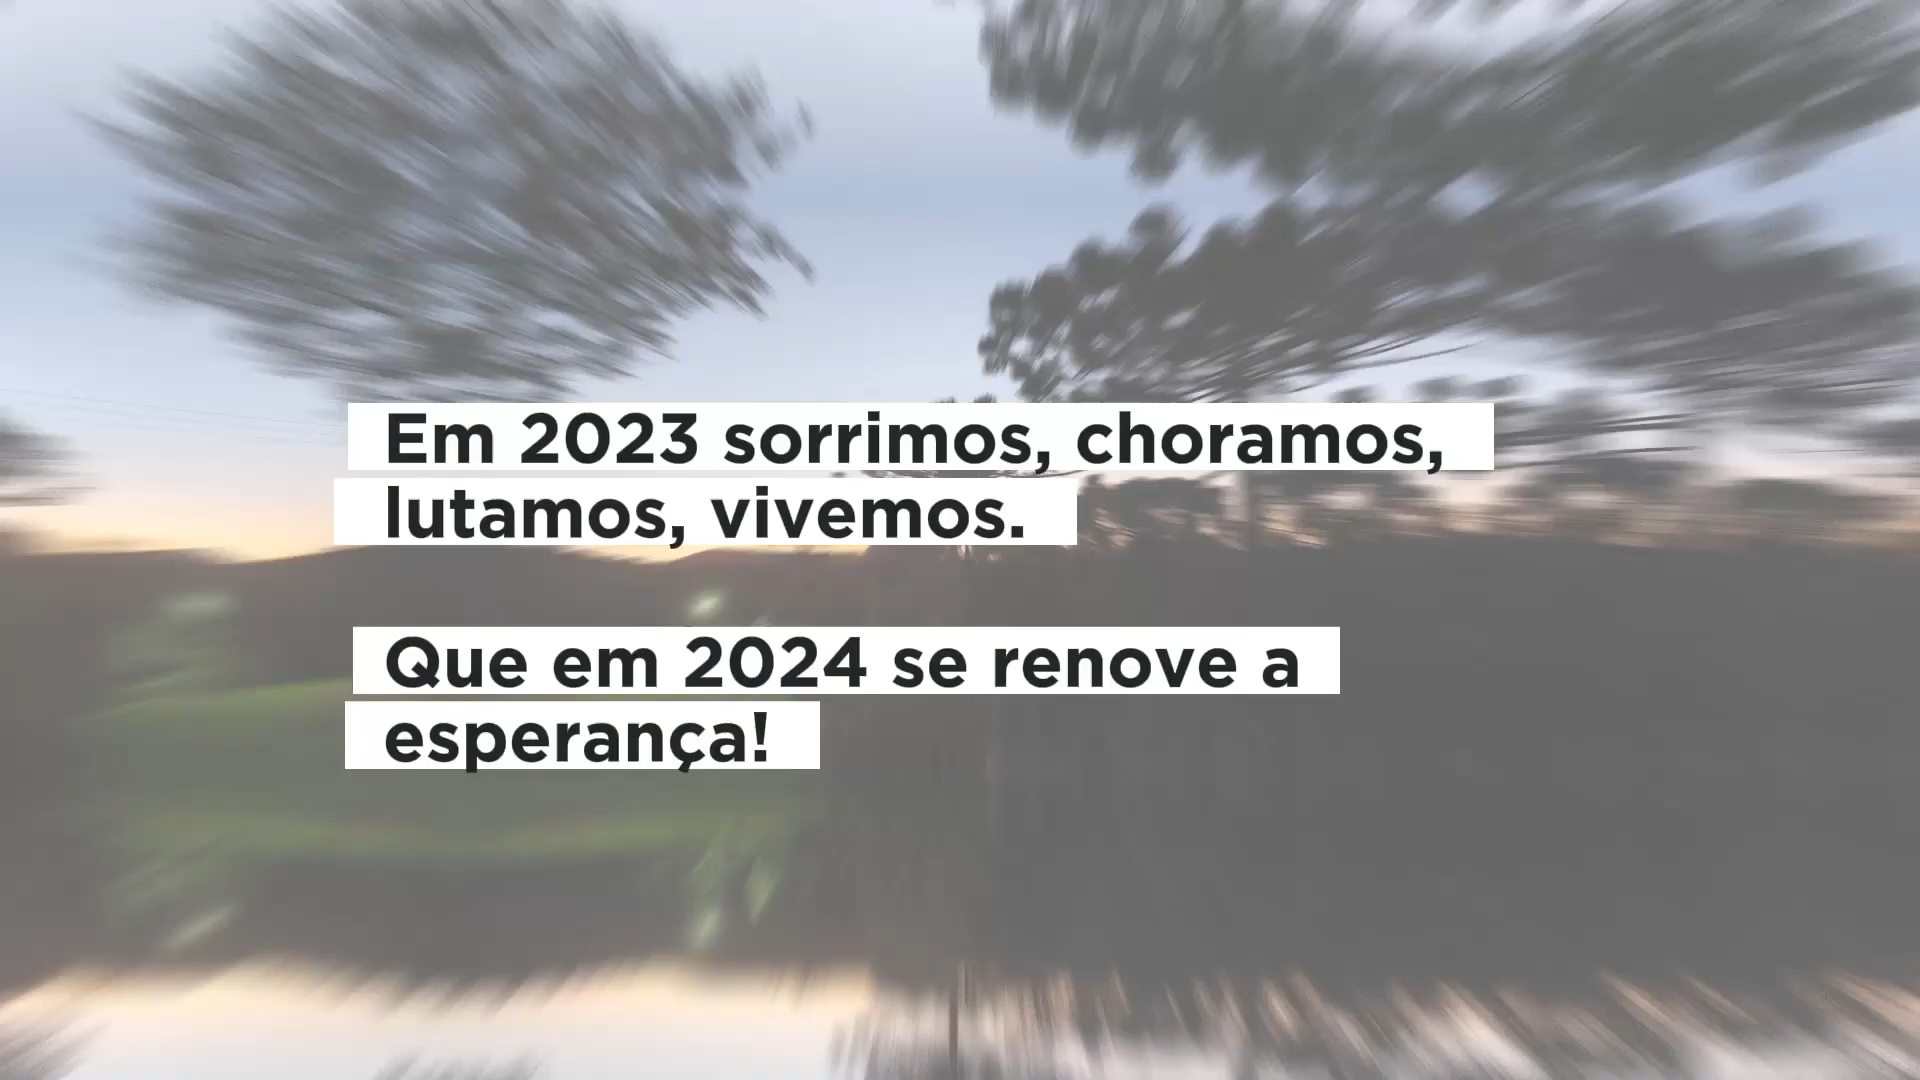 Em 2023 sorrimos, choramos,
lutamos, vivemos.
Que em 2024 se renove a
esperança!